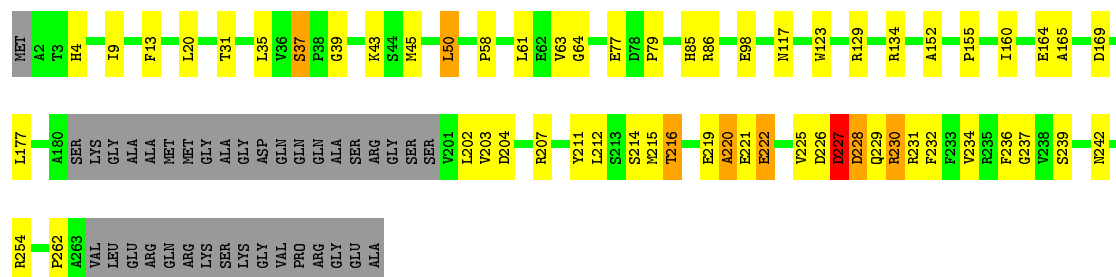 MET A2 T3 H4 I9 F13 L20 T31 L35 V36 S37 P38 G39 K43 S44 M45 L50 P58 L61 E62 V63 G64 E77 D78 P79 H85 R86 E98 N117 W123 R129 R134 A152 P155 I160 E164 A165 D169
L177 A180 SER LYS GLY ALA ALA MET MET GLY ALA GLY ASP GLN GLN GLN ALA SER ARG GLY SER SER V201 L202 V203 D204 R207 Y211 L212 S213 S214 M215 T216 E219 A220 E221 E222 V225 D226 D227 D228 Q229 R230 R231 F232 F233 V234 R235 F236 G237 V238 S239 N242
R254 P262 A263 VAL LEU GLU ARG GLN ARG LYS SER LYS GLY VAL PRO ARG GLY GLU ALA